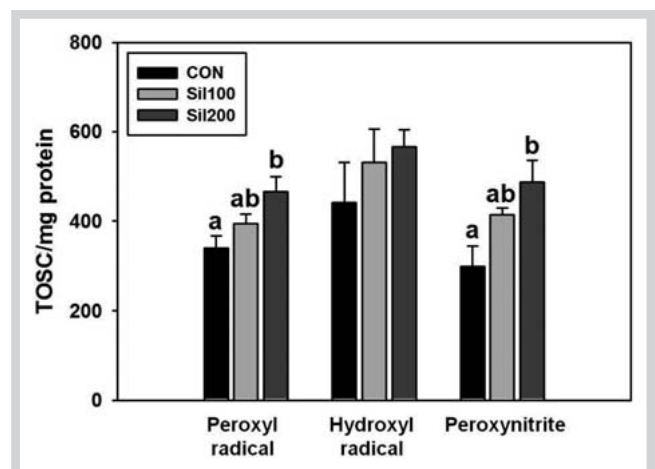 800
600
400
200
0
TOSC/mg protein
CON
Sil100
Sil200
a ab b
a ab b
Peroxyl
radical
Hydroxyl
radical
Peroxynitrite